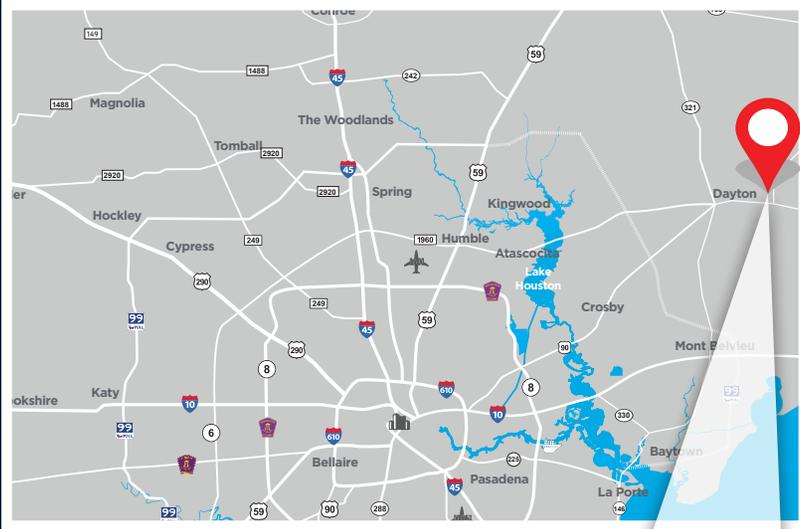 Conroe
149
1488
45
242
59
1488
Magnolia
321
The Woodlands
Tomball
2920
45
59
2920
2920
Spring
Dayton
er
Kingwood
Hockley
249
1960
Humble
Cypress
Atascocita
290
Lake
Houston
249
Crosby
99
45
59
290
90
Mont Belvieu
8
610
8
99
Katy
okshire
10
10
330
99
6
610
Baytown
Bellaire
225
Pasadena
45
La Porte
99
59
90
288
146